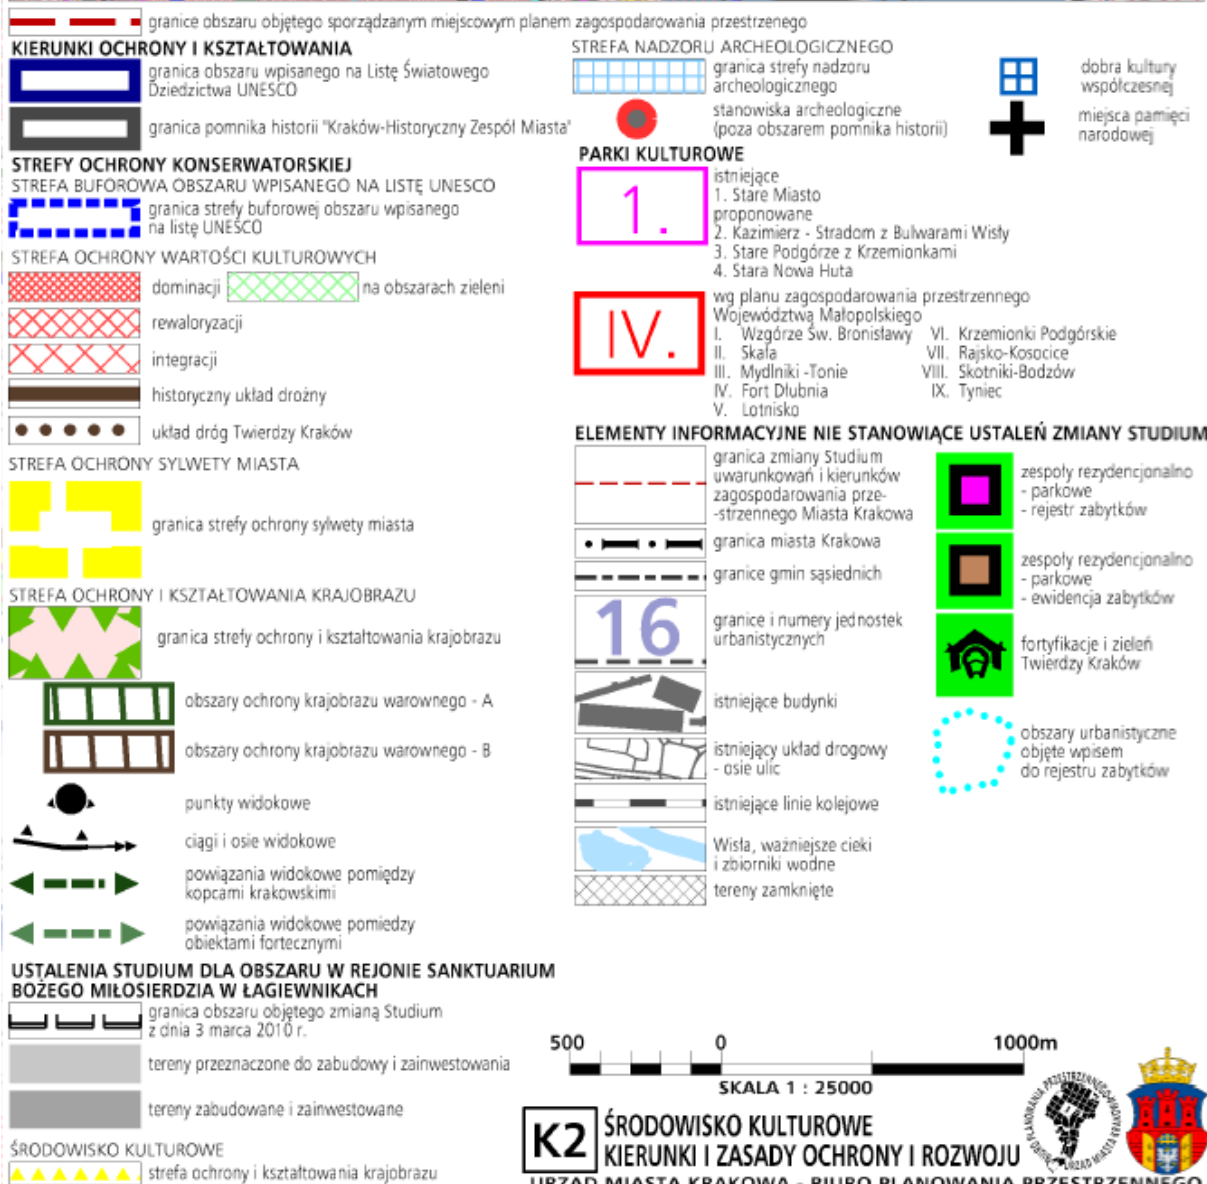 granice obszaru objętego sporządzanym miejscowym planem zagospodarowania przestrzenego
KIERUNKI OCHRONY I KSZTAŁTOWANIA
granica obszaru wpisanego na Listę Światowego
Dziedzictwa UNESCO
granica pomnika historii "Kraków-Historyczny Zespół Miasta"
STREFY OCHRONY KONSERWATORSKIEJ
STREFA BUFOROWA OBSZARU WPISANEGO NA LISTĘ UNESCO
granica strefy buforowej obszaru wpisanego
na listę UNESCO
STREFA OCHRONY WARTOŚCI KULTUROWYCH
dominacji
na obszarach zieleni
rewaloryzacji
integracji
historyczny układ drożny
układ dróg Twierdzy Kraków
STREFA OCHRONY SYLWETY MIASTA
granica strefy ochrony sylwety miasta
STREFA OCHRONY I KSZTAŁTOWANIA KRAJOBRAZU
granica strefy ochrony i kształtowania krajobrazu
obszary ochrony krajobrazu warownego - A
obszary ochrony krajobrazu warownego - B
punkty widokowe
ciągi i osie widokowe
powiązania widokowe pomiędzy
kopcami krakowskimi
powiązania widokowe pomiedzy
obiektami fortecznymi
USTALENIA STUDIUM DLA OBSZARU W REJONIE SANKTUARIUM
BOŻEGO MIŁOSIERDZIA W ŁAGIEWNIKACH
granica obszaru objętego zmianą Studium
z dnia 3 marca 2010 r.
tereny przeznaczone do zabudowy i zainwestowania
tereny zabudowane i zainwestowane
ŚRODOWISKO KULTUROWE
strefa ochrony i kształtowania krajobrazu
STREFA NADZORU ARCHEOLOGICZNEGO
granica strefy nadzoru
archeologicznego
stanowiska archeologiczne
(poza obszarem pomnika historii)
dobra kultury
współczesnej
miejsca pamięci
narodowej
PARKI KULTUROWE
1.
istniejące
1. Stare Miasto
proponowane
2. Kazimierz - Stradom z Bulwarami Wisły
3. Stare Podgórze z Krzemionkami
4. Stara Nowa Huta
IV.
wg planu zagospodarowania przestrzennego
Województwa Małopolskiego
I. Wzgórze Św. Bronisławy
II. Skała
III. Mydlniki -Tonie
IV. Fort Dłubnia
V. Lotnisko
VI. Krzemionki Podgórskie
VII. Rajsko-Kosocice
VIII. Skotniki-Bodzów
IX. Tyniec
ELEMENTY INFORMACYJNE NIE STANOWIĄCE USTALEŃ ZMIANY STUDIUM
granica zmiany Studium
uwarunkowań i kierunków
zagospodarowania prze-
-strzennego Miasta Krakowa
granica miasta Krakowa
granice gmin sąsiednich
16
granice i numery jednostek
urbanistycznych
istniejące budynki
istniejący układ drogowy
- osie ulic
istniejące linie kolejowe
Wisła, ważniejsze cieki
i zbiorniki wodne
tereny zamknięte
zespoły rezydencjonalno
- parkowe
- rejestr zabytków
zespoły rezydencjonalno
- parkowe
- ewidencja zabytków
fortyfikacje i zieleń
Twierdzy Kraków
obszary urbanistyczne
objęte wpisem
do rejestru zabytków
500 0 1000m
SKALA 1 : 25000
K2
ŚRODOWISKO KULTUROWE
KIERUNKI I ZASADY OCHRONY I ROZWOJU
BIURO PLANOWANIA PRZESTRZENNEGO
URZĄD MIASTA KRAKOWA
URZĄD MIASTA KRAKOWA - BIURO PLANOWANIA PRZESTRZENNEGO